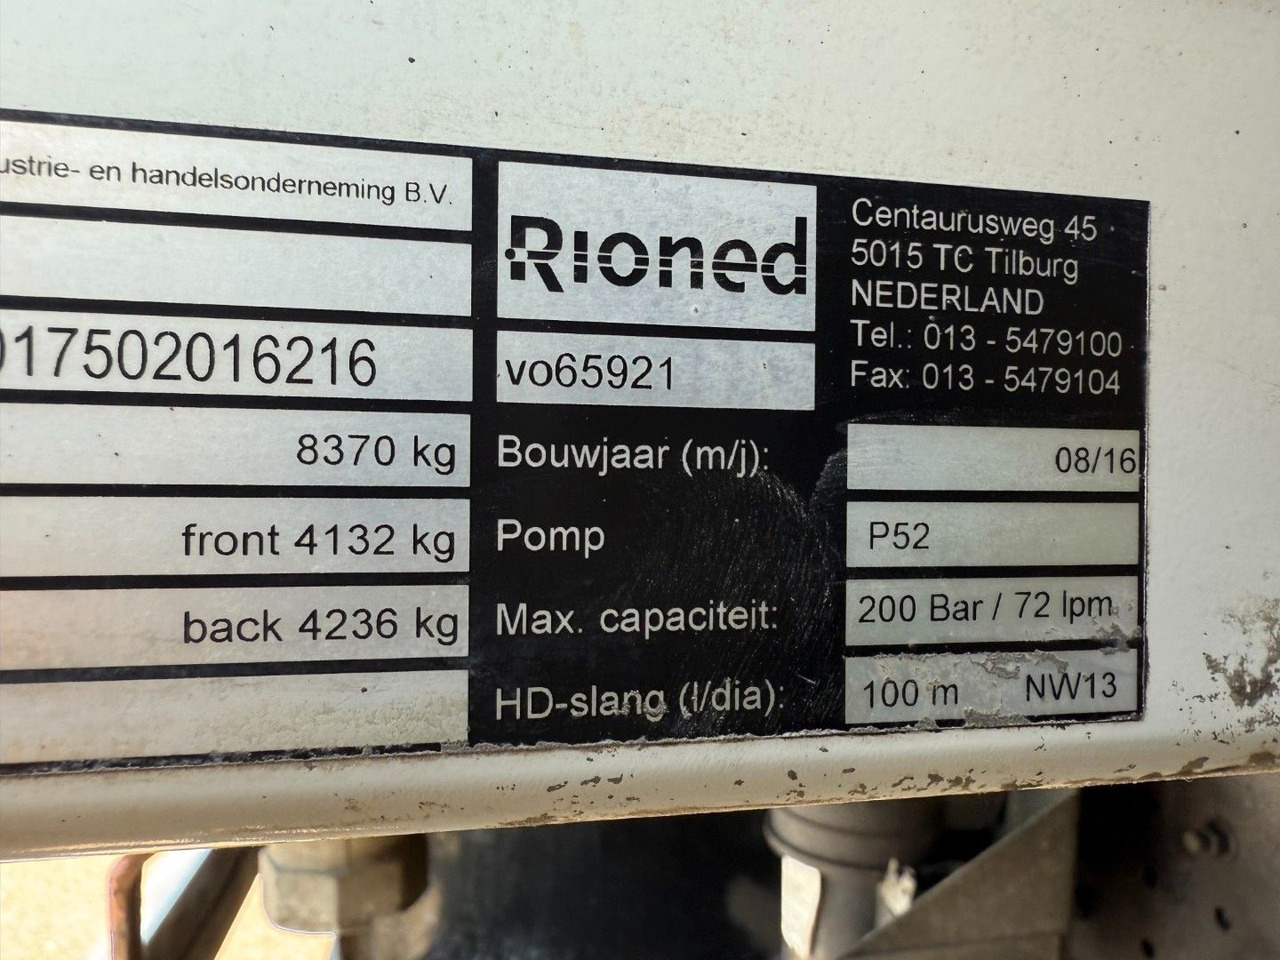 ustrie- en handelsonderneming B.V.
17502016216
8370 kg
front 4132 kg
back 4236 kg
Rioned
vo65921
Centaurusweg 45
5015 TC Tilburg
NEDERLAND
Tel.: 013 - 5479100
Fax: 013 - 5479104
Bouwjaar (m/j): 08/16
Pomp P52
Max. capaciteit: 200 Bar / 72 lpm
HD-slang (l/dia): 100 m NW13